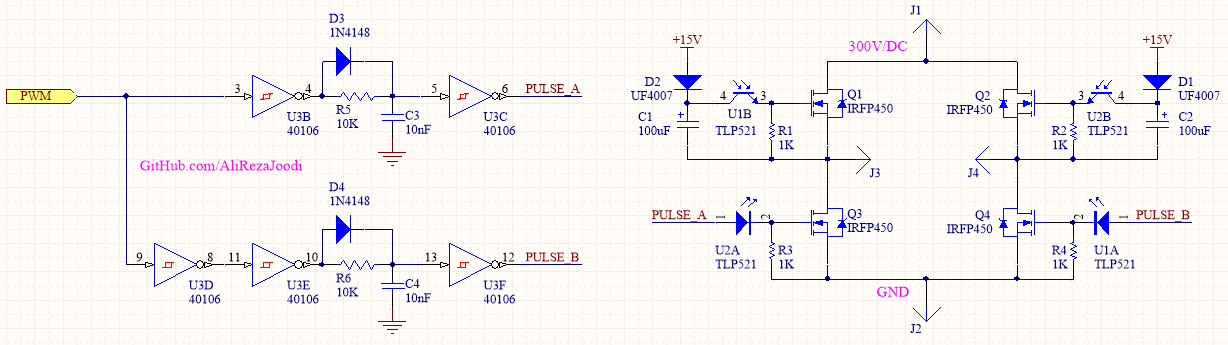 D3
1N4148
PWM
3
4
U3B
40106
R5
10K
C3
10nF
5
6
U3C
40106
PULSE_A
GitHub.com/AliRezaJoodi
D4
1N4148
9
8
U3D
40106
11
10
U3E
40106
R6
10K
C4
10nF
13
12
U3F
40106
PULSE_B
J1
300V/DC
+15V
D2
UF4007
C1
100uF
+
4
3
U1B
TLP521
R1
1K
Q1
IRFP450
Q2
IRFP450
R2
1K
3
4
U2B
TLP521
+15V
D1
UF4007
C2
100uF
+
J3
J4
PULSE_A
1
2
U2A
TLP521
R3
1K
Q3
IRFP450
Q4
IRFP450
R4
1K
2
1
U1A
TLP521
PULSE_B
GND
J2